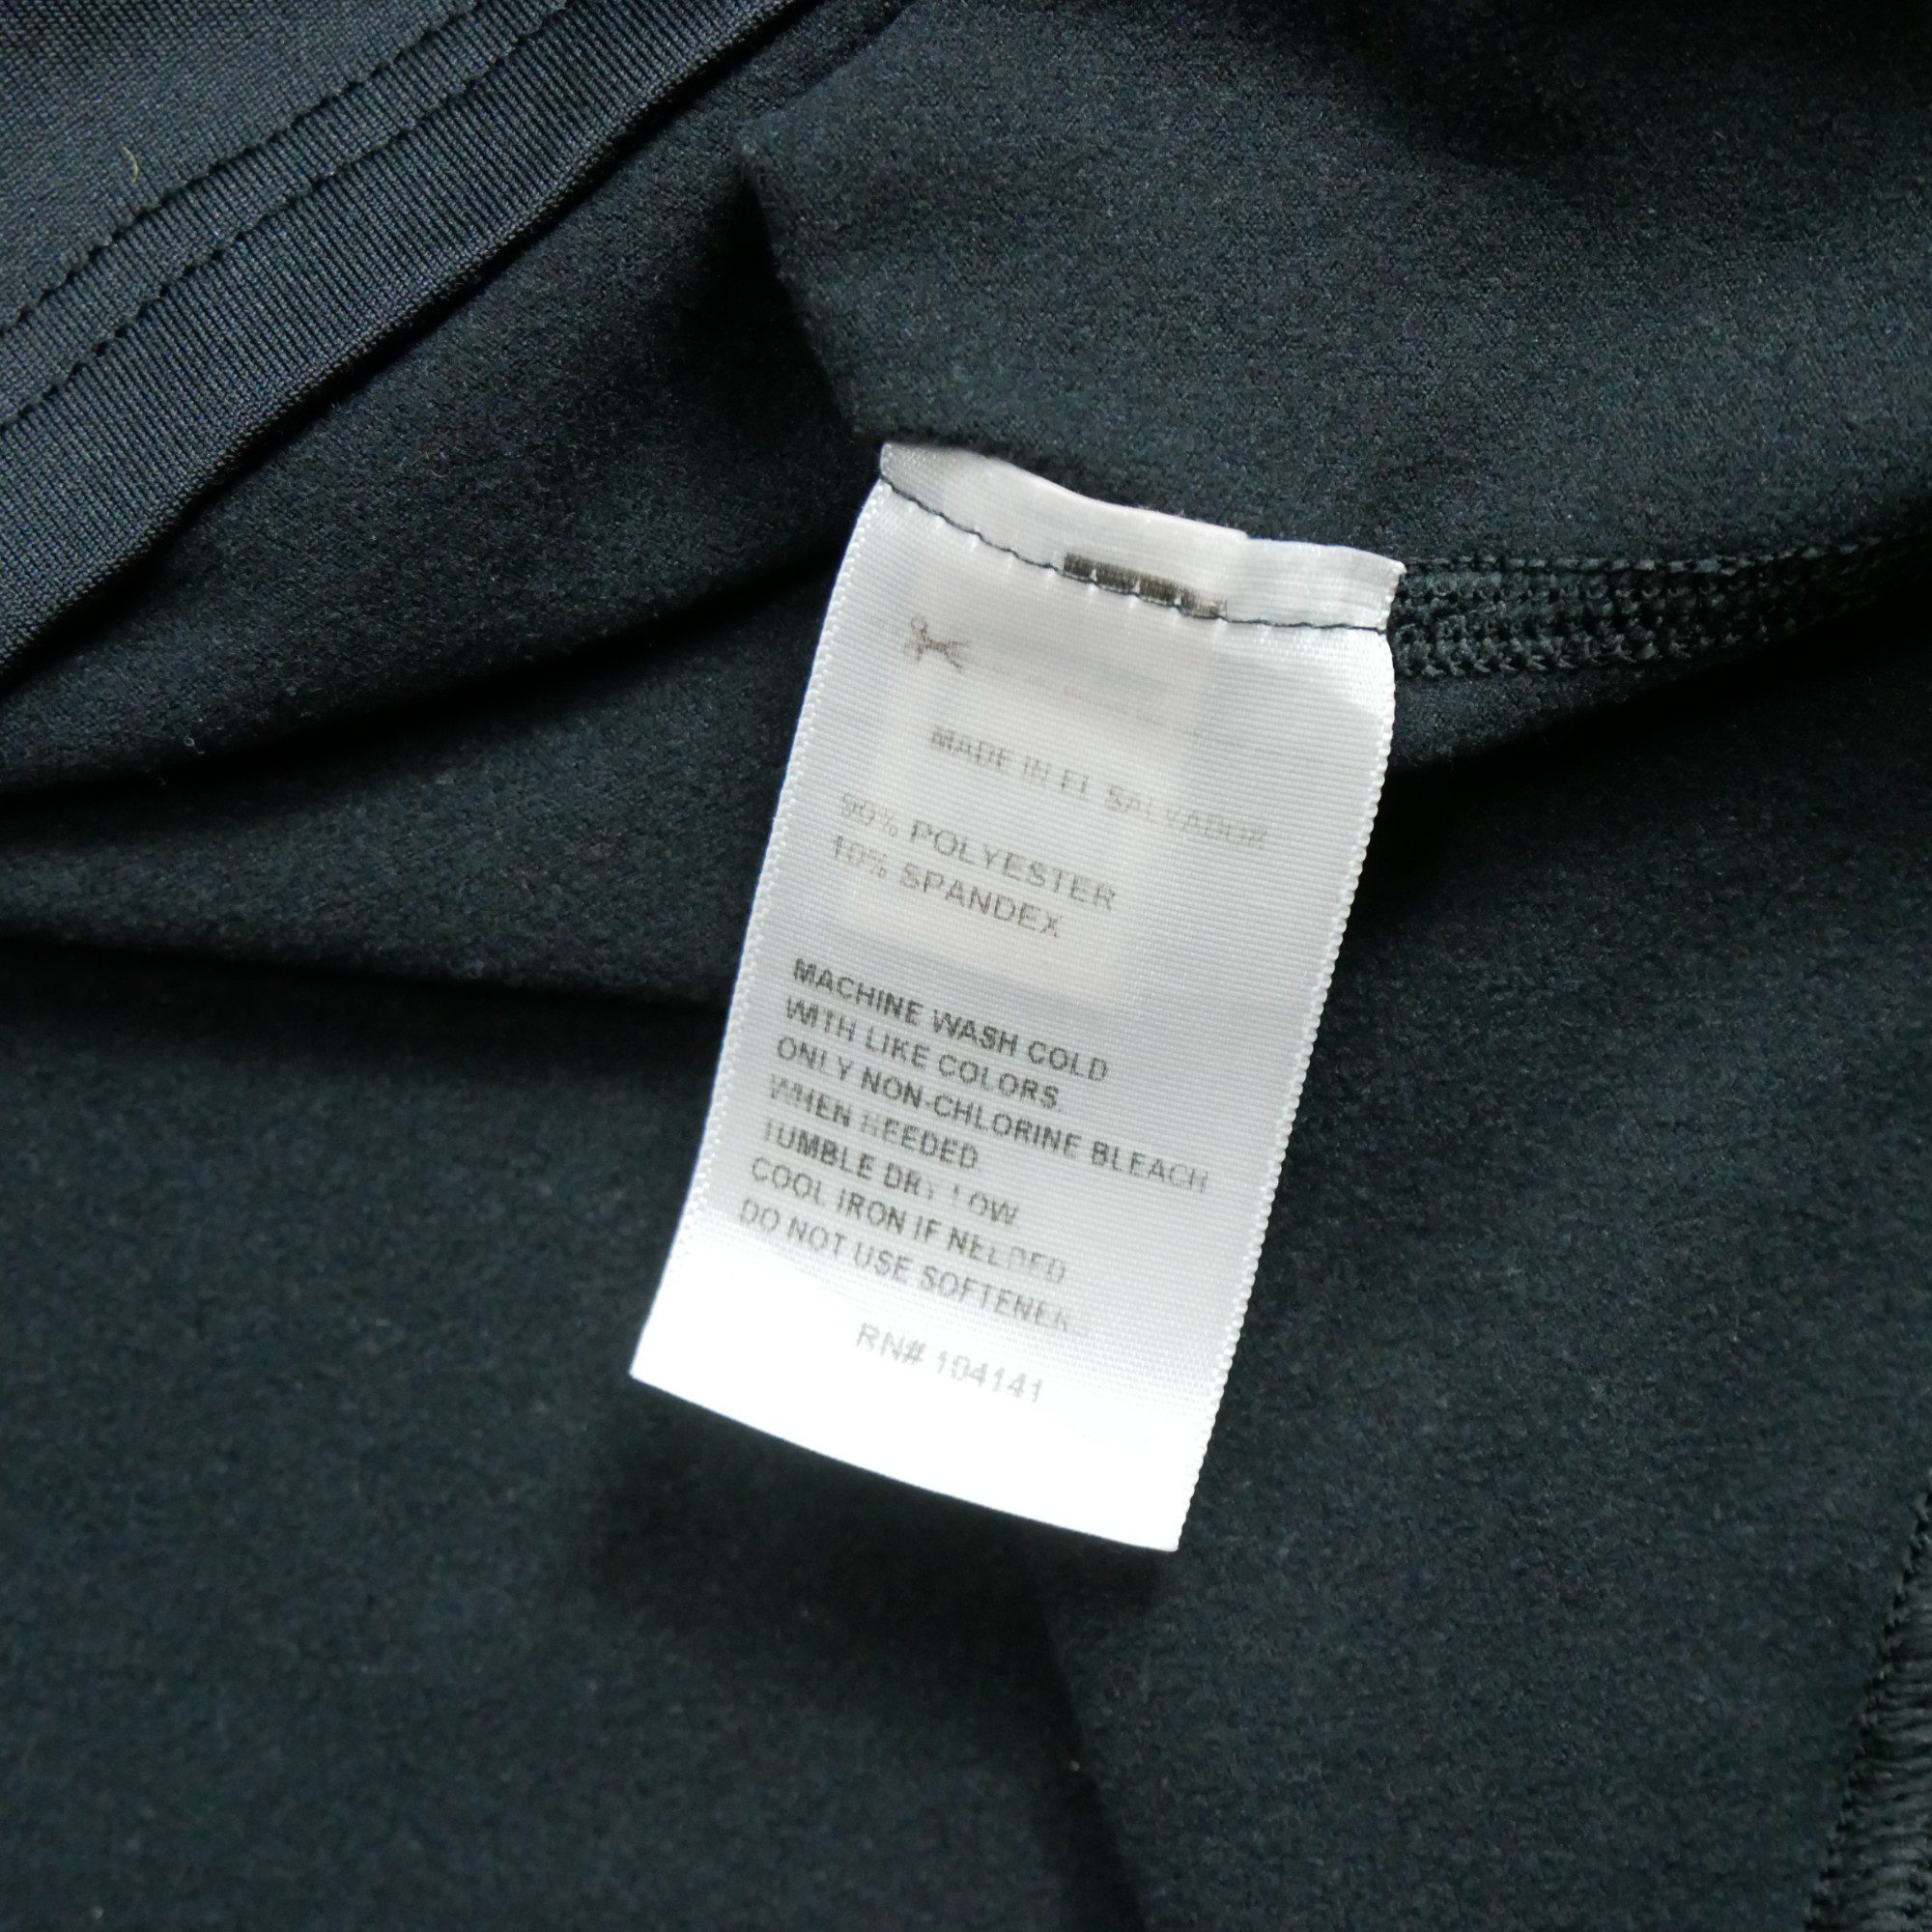 MADE IN EL SALVADOR
90% POLYESTER
10% SPANDEX
MACHINE WASH COLD
WITH LIKE COLORS.
ONLY NON-CHLORINE BLEACH
WHEN NEEDED
TUMBLE DRY LOW
COOL IRON IF NEEDED
DO NOT USE SOFTENER.
RN# 104141